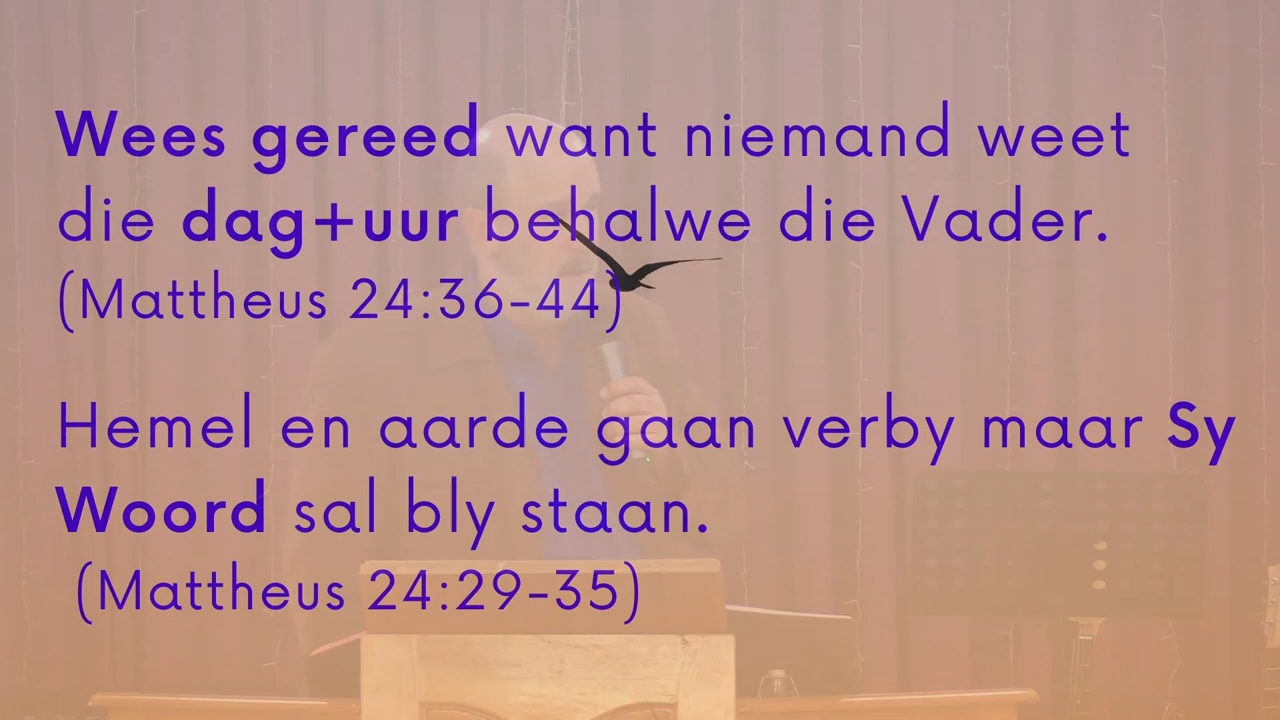 Wees gereed want niemand weet
die dag+uur behalwe die Vader.
(Mattheus 24:36-44)
Hemel en aarde gaan verby maar Sy
Woord sal bly staan.
(Mattheus 24:29-35)